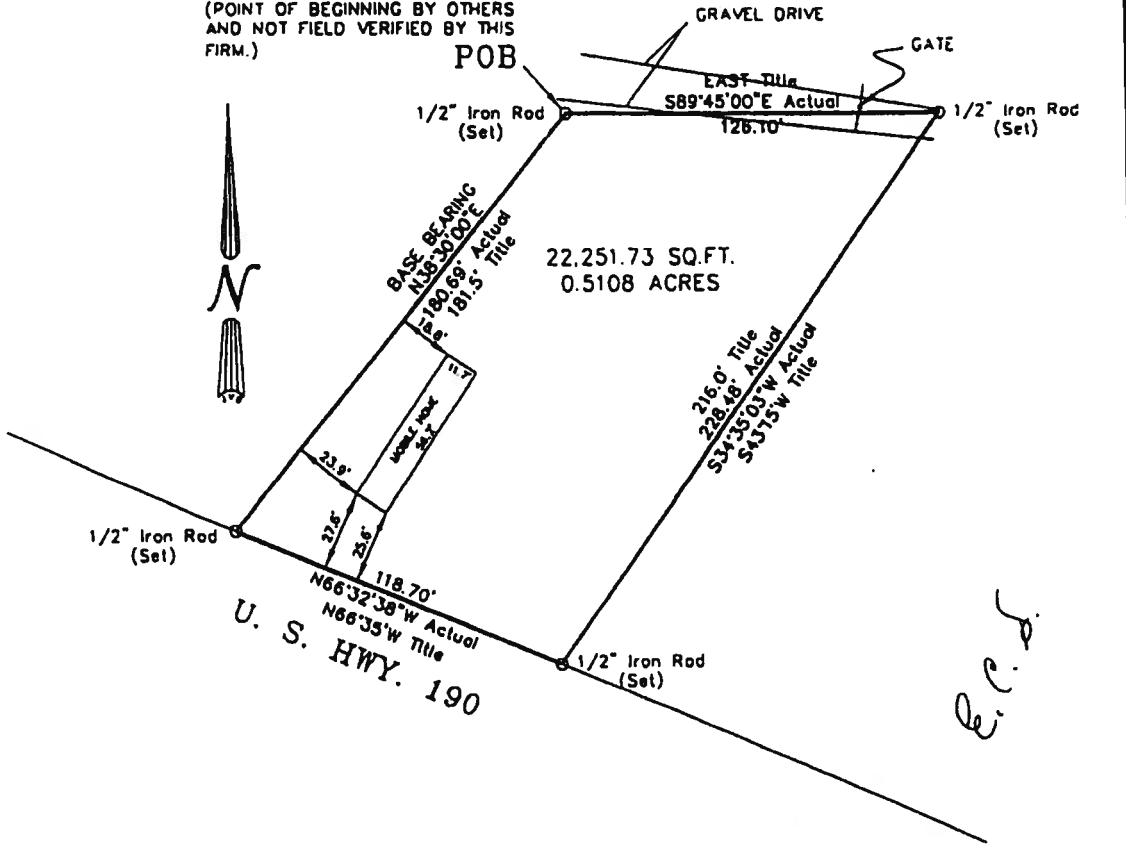 (POINT OF BEGINNING BY OTHERS
AND NOT FIELD VERIFIED BY THIS
FIRM.)
POB
GRAVEL DRIVE
GATE
EAST Title
S89°45'00"E Actual
126.10'
1/2" Iron Rod
(Set)
1/2" Iron Rod
(Set)
N
BASE BEARING
N38°30'00"E
180.69' Actual
181.5' Title
22,251.73 SQ.FT.
0.5108 ACRES
18.8'
11.7'
MOBILE HOME
23.9'
27.6'
25.6'
216.0' Title
228.48' Actual
S34°35'03"W Actual
S43°15'W Title
1/2" Iron Rod
(Set)
118.70'
N66°32'38"W Actual
N66°35'W Title
U. S. HWY. 190
1/2" Iron Rod
(Set)